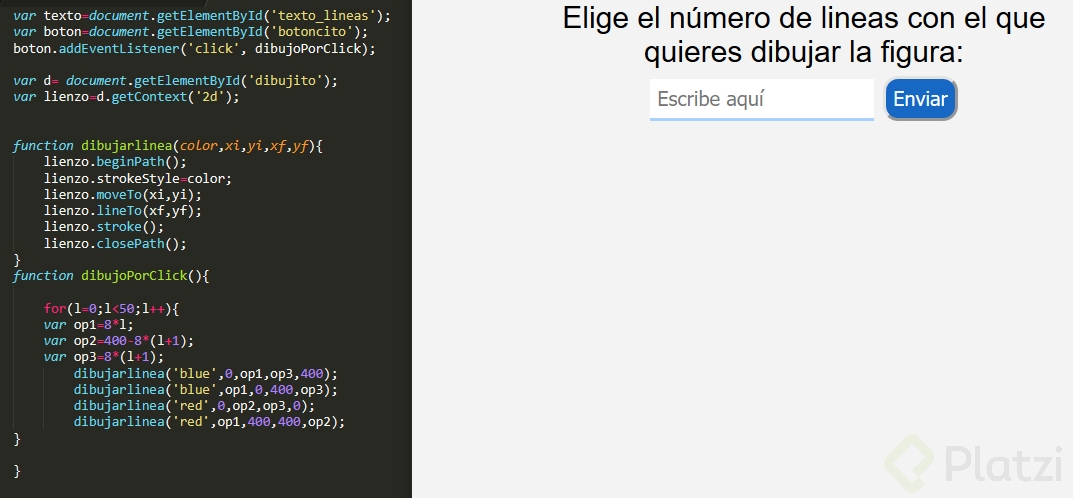 var texto=document.getElementById('texto_lineas');
var boton=document.getElementById('botoncito');
boton.addEventListener('click', dibujoPorClick);
var d= document.getElementById('dibujito');
var lienzo=d.getContext('2d');
function dibujarlinea(color,xi,yi,xf,yf){
lienzo.beginPath();
lienzo.strokeStyle=color;
lienzo.moveTo(xi,yi);
lienzo.lineTo(xf,yf);
lienzo.stroke();
lienzo.closePath();
}
function dibujoPorClick(){
for(l=0;l<50;l++){
var op1=8*l;
var op2=400-8*(l+1);
var op3=8*(l+1);
dibujarlinea('blue',0,op1,op3,400);
dibujarlinea('blue',op1,0,400,op3);
dibujarlinea('red',0,op2,op3,0);
dibujarlinea('red',op1,400,400,op2);
}
}
Elige el número de lineas con el que
quieres dibujar la figura:
Escribe aquí
Enviar
Platzi